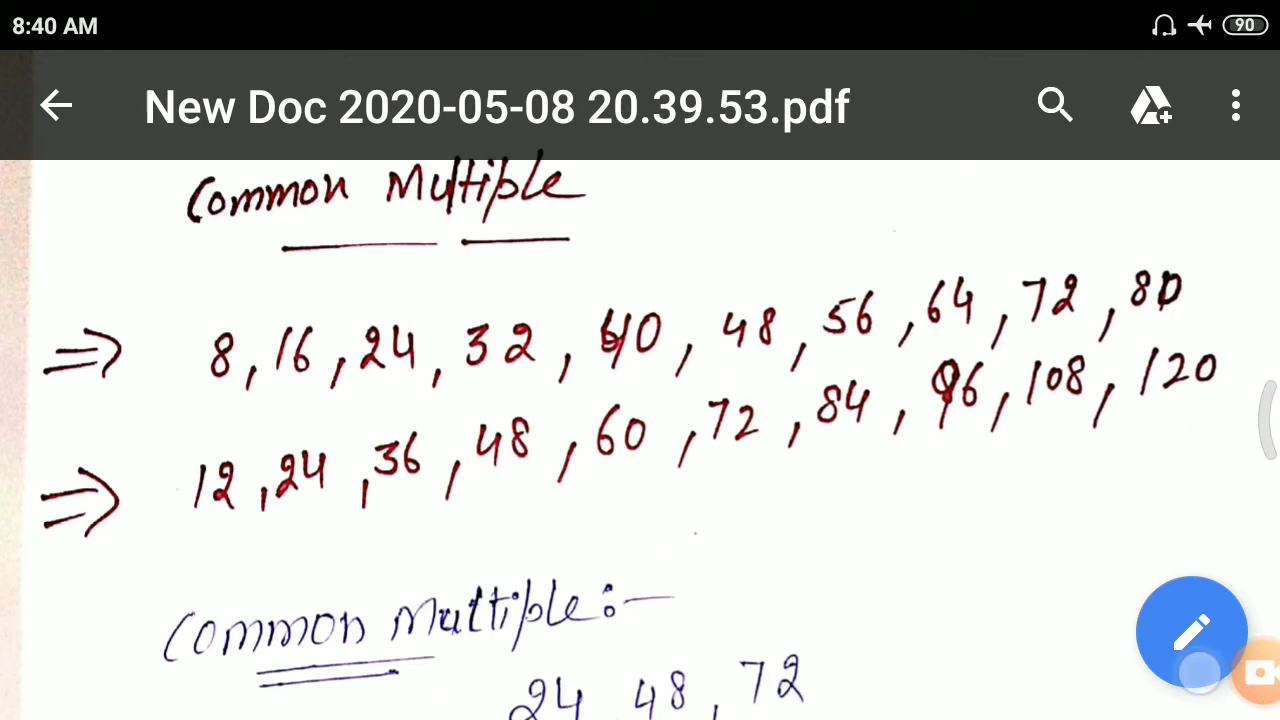 8:40 AM 90
New Doc 2020-05-08 20.39.53.pdf
Common Multiple
⇒ 8, 16, 24, 32, 40, 48, 56, 64, 72, 80
⇒ 12, 24, 36, 48, 60, 72, 84, 96, 108, 120
Common Multiple:—
24, 48, 72